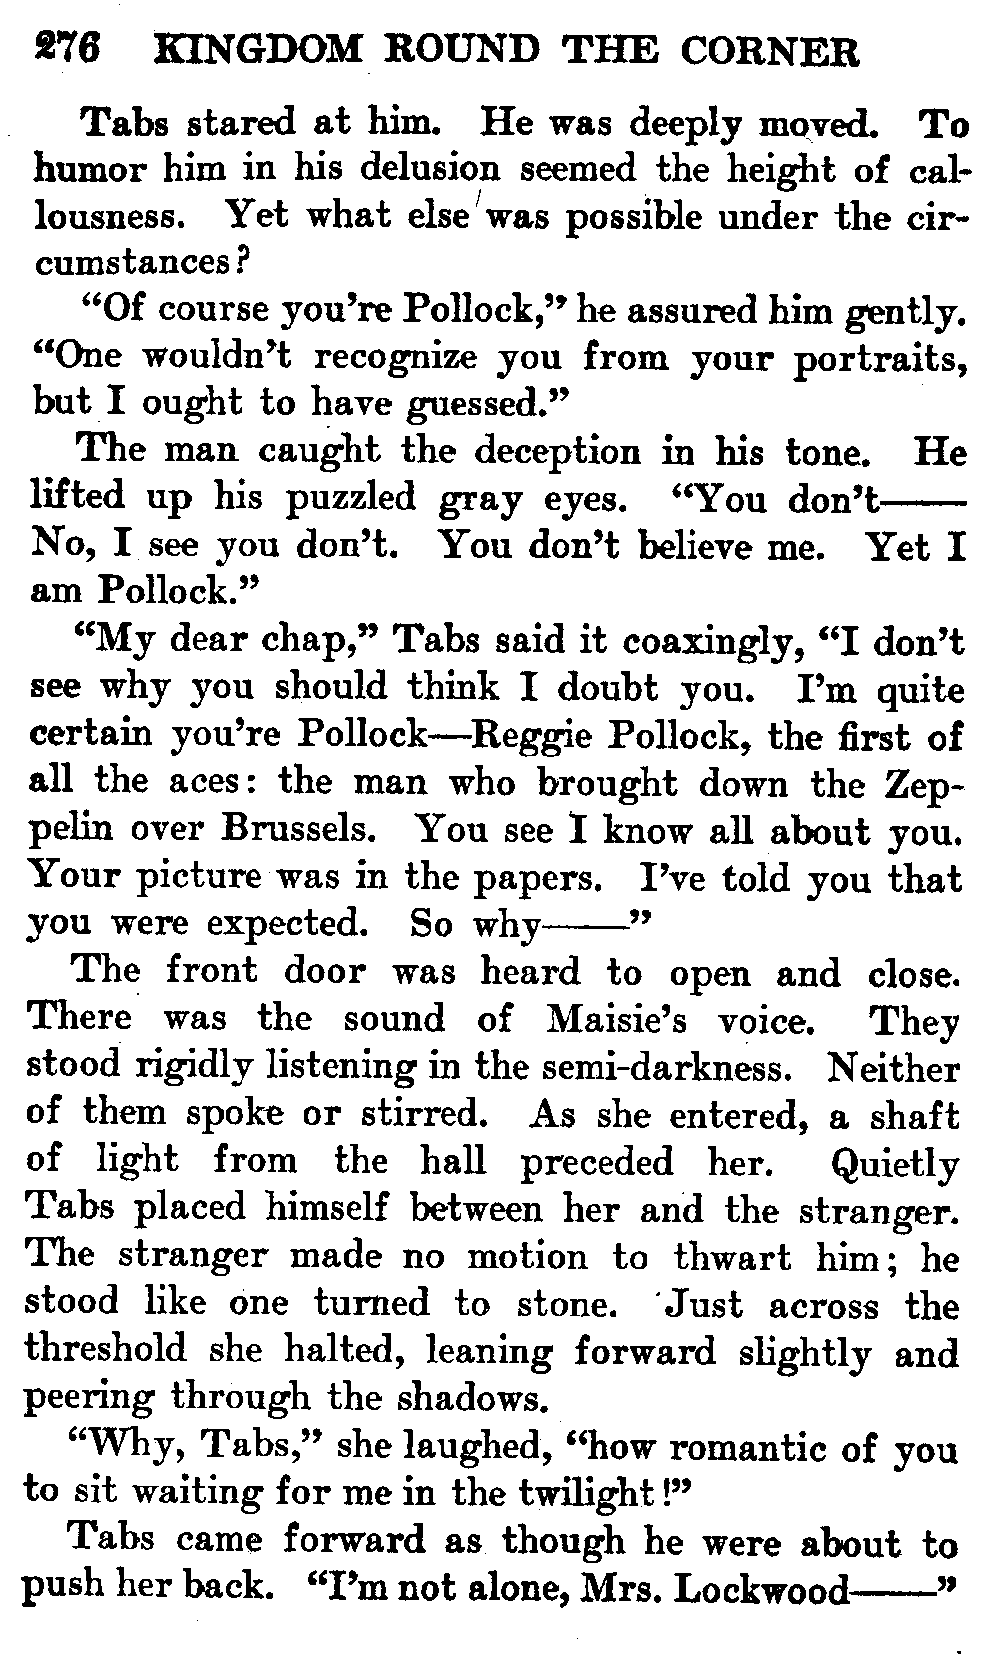 276 KINGDOM ROUND THE CORNER
Tabs stared at him. He was deeply moved. To
humor him in his delusion seemed the height of cal-
lousness. Yet what else was possible under the cir-
cumstances?
"Of course you're Pollock," he assured him gently.
"One wouldn't recognize you from your portraits,
but I ought to have guessed."
The man caught the deception in his tone. He
lifted up his puzzled gray eyes. "You don't——
No, I see you don't. You don't believe me. Yet I
am Pollock."
"My dear chap," Tabs said it coaxingly, "I don't
see why you should think I doubt you. I'm quite
certain you're Pollock—Reggie Pollock, the first of
all the aces: the man who brought down the Zep-
pelin over Brussels. You see I know all about you.
Your picture was in the papers. I've told you that
you were expected. So why——"
The front door was heard to open and close.
There was the sound of Maisie's voice. They
stood rigidly listening in the semi-darkness. Neither
of them spoke or stirred. As she entered, a shaft
of light from the hall preceded her. Quietly
Tabs placed himself between her and the stranger.
The stranger made no motion to thwart him; he
stood like one turned to stone. Just across the
threshold she halted, leaning forward slightly and
peering through the shadows.
"Why, Tabs," she laughed, "how romantic of you
to sit waiting for me in the twilight!"
Tabs came forward as though he were about to
push her back. "I'm not alone, Mrs. Lockwood——"